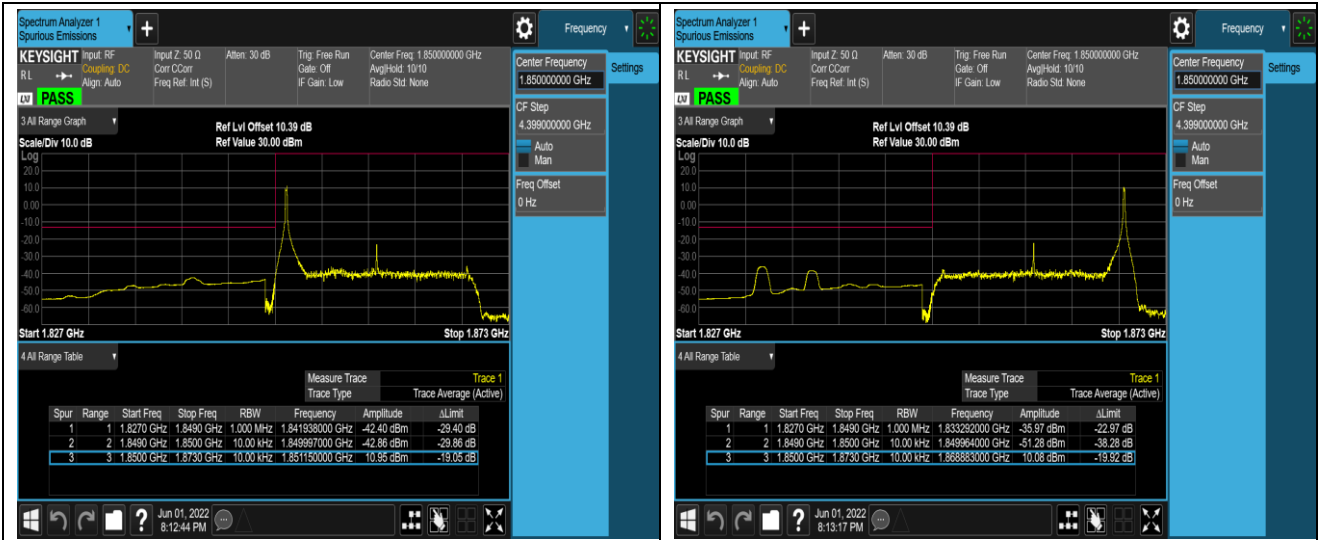 Spectrum Analyzer 1
Spurious Emissions
+
Frequency
KEYSIGHT Input: RF Input Z: 50 Ω Atten: 30 dB Trig: Free Run Center Freq: 1.850000000 GHz
RL Coupling: DC Corr CCorr Gate: Off Avg|Hold: 10/10
Align: Auto Freq Ref: Int (S) IF Gain: Low Radio Std: None
LXI PASS
Center Frequency
1.850000000 GHz
Settings
CF Step
4.399000000 GHz
Auto
Man
Freq Offset
0 Hz
3 All Range Graph
Ref Lvl Offset 10.39 dB
Scale/Div 10.0 dB Ref Value 30.00 dBm
Log
20.0
10.0
0.00
-10.0
-20.0
-30.0
-40.0
-50.0
-60.0
Start 1.827 GHz Stop 1.873 GHz
4 All Range Table
Measure Trace Trace 1
Trace Type Trace Average (Active)
Spur Range Start Freq Stop Freq RBW Frequency Amplitude ΔLimit
1 1 1.8270 GHz 1.8490 GHz 1.000 MHz 1.841938000 GHz -42.40 dBm -29.40 dB
2 2 1.8490 GHz 1.8500 GHz 10.00 kHz 1.849997000 GHz -42.86 dBm -29.86 dB
3 3 1.8500 GHz 1.8730 GHz 10.00 kHz 1.851150000 GHz 10.95 dBm -19.05 dB
? Jun 01, 2022
8:12:44 PM
Spectrum Analyzer 1
Spurious Emissions
+
Frequency
KEYSIGHT Input: RF Input Z: 50 Ω Atten: 30 dB Trig: Free Run Center Freq: 1.850000000 GHz
RL Coupling: DC Corr CCorr Gate: Off Avg|Hold: 10/10
Align: Auto Freq Ref: Int (S) IF Gain: Low Radio Std: None
LXI PASS
Center Frequency
1.850000000 GHz
Settings
CF Step
4.399000000 GHz
Auto
Man
Freq Offset
0 Hz
3 All Range Graph
Ref Lvl Offset 10.39 dB
Scale/Div 10.0 dB Ref Value 30.00 dBm
Log
20.0
10.0
0.00
-10.0
-20.0
-30.0
-40.0
-50.0
-60.0
Start 1.827 GHz Stop 1.873 GHz
4 All Range Table
Measure Trace Trace 1
Trace Type Trace Average (Active)
Spur Range Start Freq Stop Freq RBW Frequency Amplitude ΔLimit
1 1 1.8270 GHz 1.8490 GHz 1.000 MHz 1.833292000 GHz -35.97 dBm -22.97 dB
2 2 1.8490 GHz 1.8500 GHz 10.00 kHz 1.849964000 GHz -51.28 dBm -38.28 dB
3 3 1.8500 GHz 1.8730 GHz 10.00 kHz 1.868883000 GHz 10.08 dBm -19.92 dB
? Jun 01, 2022
8:13:17 PM